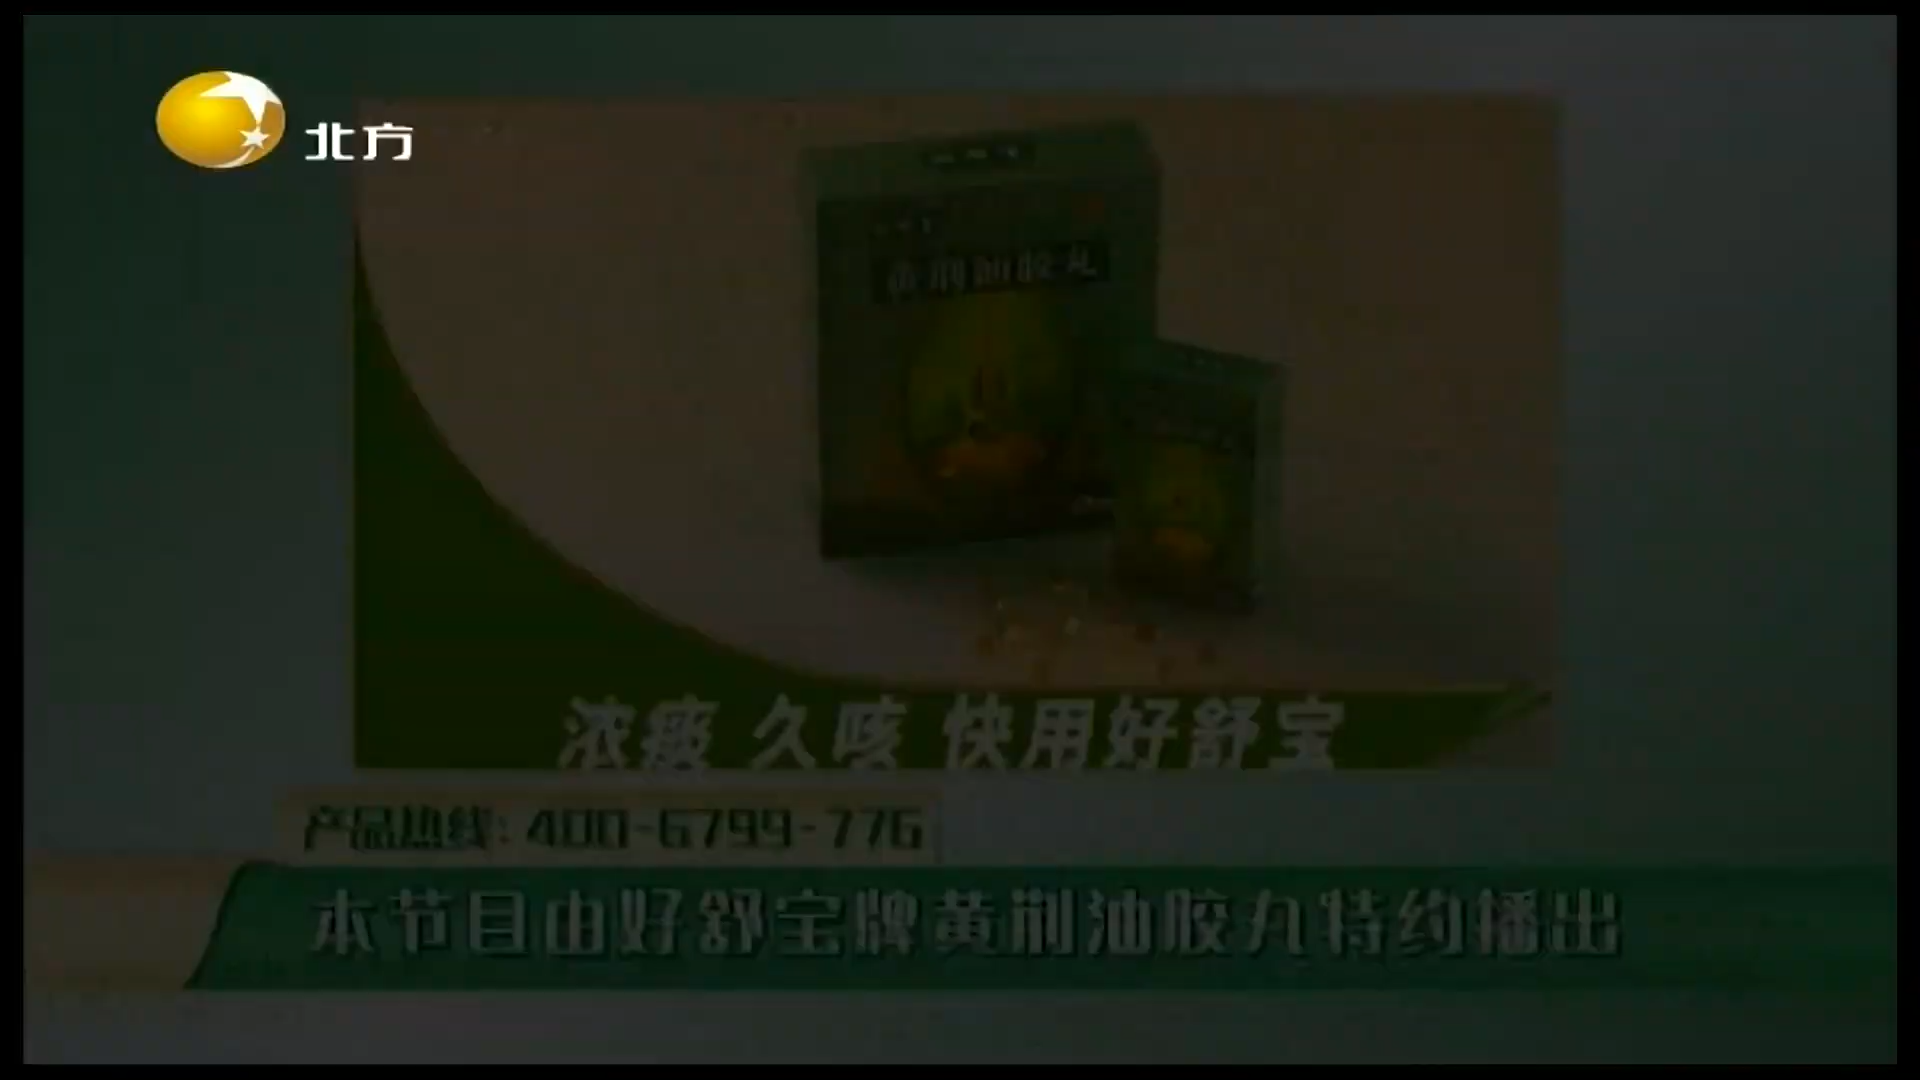 北方
黄荆油胶丸
浓痰 久咳 快用好舒宝
产品热线：400-6799-776
本节目由好舒宝牌黄荆油胶丸特约播出